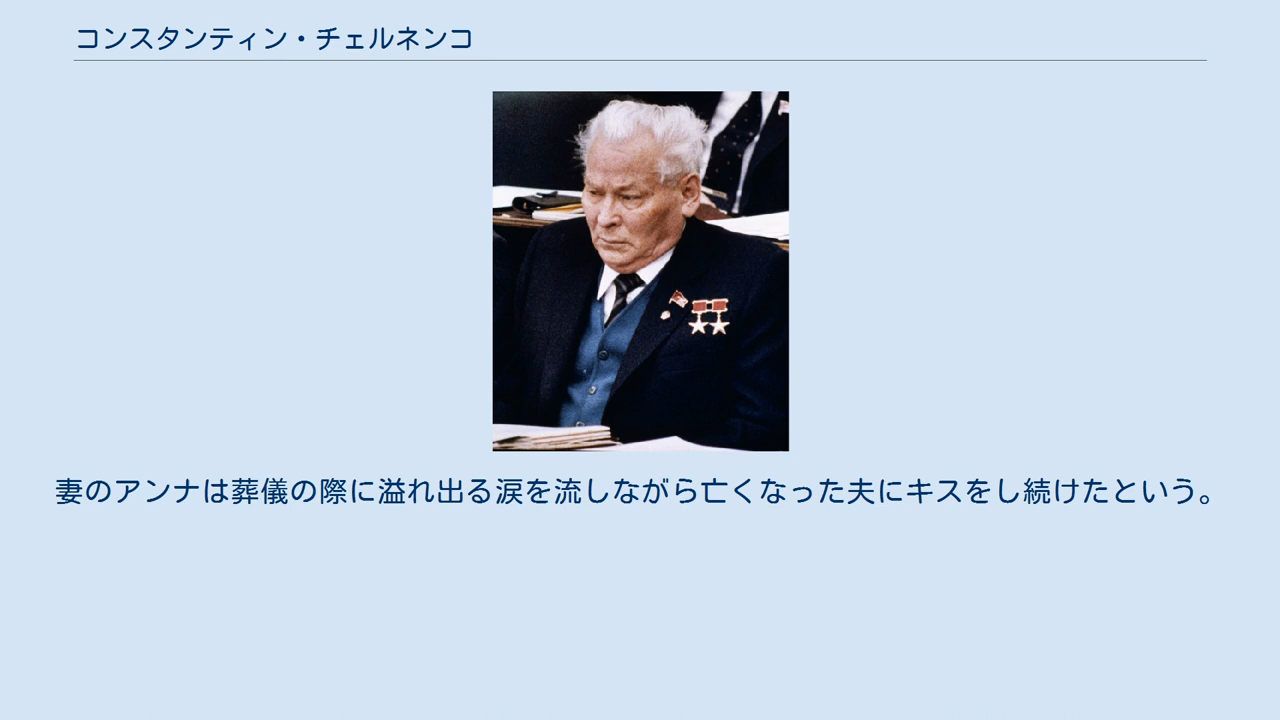 コンスタンティン・チェルネンコ
妻のアンナは葬儀の際に溢れ出る涙を流しながら亡くなった夫にキスをし続けたという。